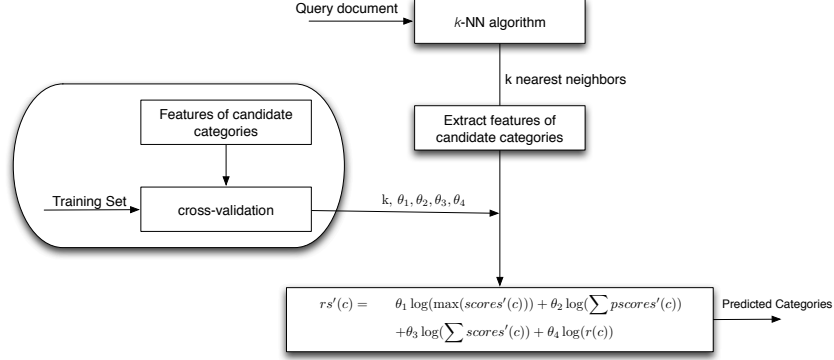 Query document
k-NN algorithm
k nearest neighbors
Features of candidate
categories
Extract features of
candidate categories
Training Set
cross-validation
k, θ₁, θ₂, θ₃, θ₄
rs′(c) = θ₁ log(max(scores′(c))) + θ₂ log(∑ pscores′(c))
+θ₃ log(∑ scores′(c)) + θ₄ log(r(c))
Predicted Categories